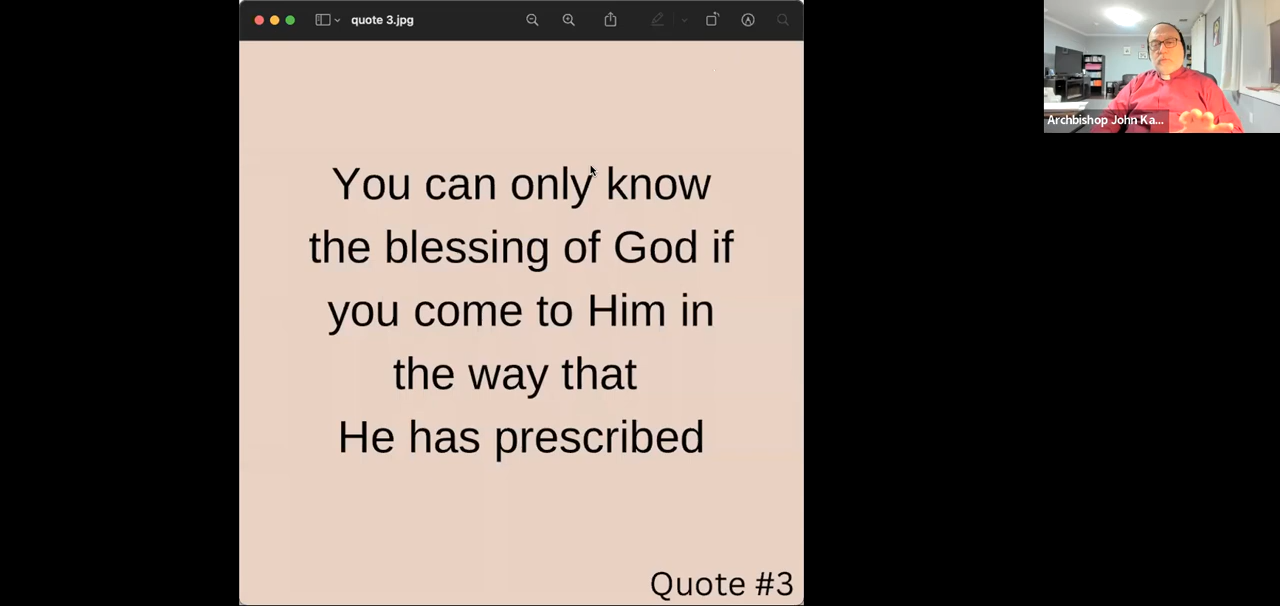 quote 3.jpg
Archbishop John Ka...
You can only know
the blessing of God if
you come to Him in
the way that
He has prescribed
Quote #3